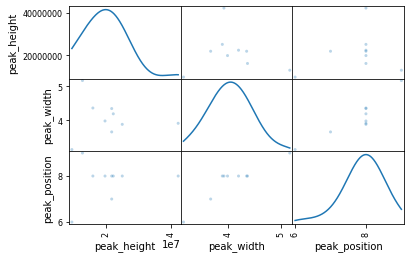 40000000
20000000
peak_height
5
4
peak_width
8
6
peak_position
2
4
1e7
4
5
6
8
peak_height
peak_width
peak_position